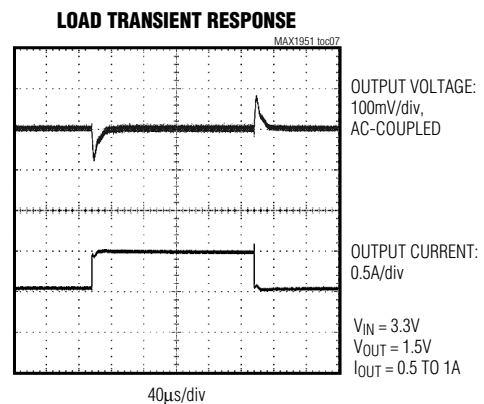 LOAD TRANSIENT RESPONSE
MAX1951 toc07
OUTPUT VOLTAGE:
100mV/div,
AC-COUPLED
OUTPUT CURRENT:
0.5A/div
VIN = 3.3V
VOUT = 1.5V
IOUT = 0.5 TO 1A
40μs/div